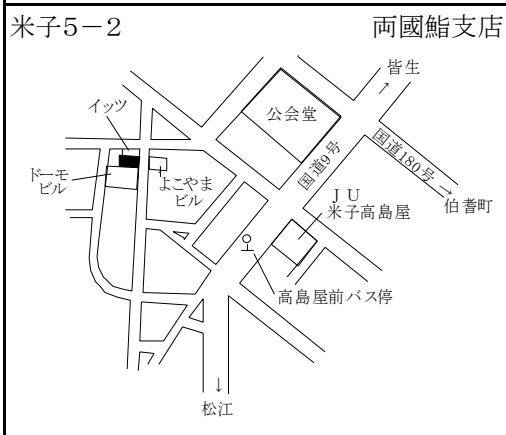 米子5－2
両國鮨支店
皆生
↑
イッツ
公会堂
国道9号
国道180号→
ドーモ
ビル
よこやま
ビル
伯耆町
ＪＵ
米子高島屋
高島屋前バス停
↓
松江